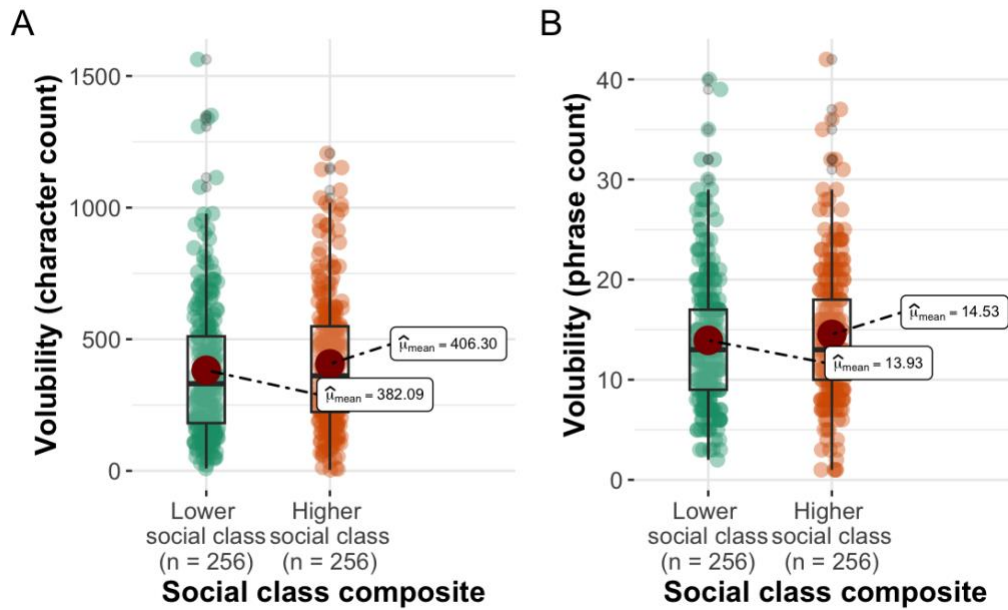 A
Volubility (character count)
1500
1000
500
0
μ̂mean = 406.30
μ̂mean = 382.09
Lower
social class
(n = 256)
Higher
social class
(n = 256)
Social class composite
B
Volubility (phrase count)
40
30
20
10
0
μ̂mean = 14.53
μ̂mean = 13.93
Lower
social class
(n = 256)
Higher
social class
(n = 256)
Social class composite